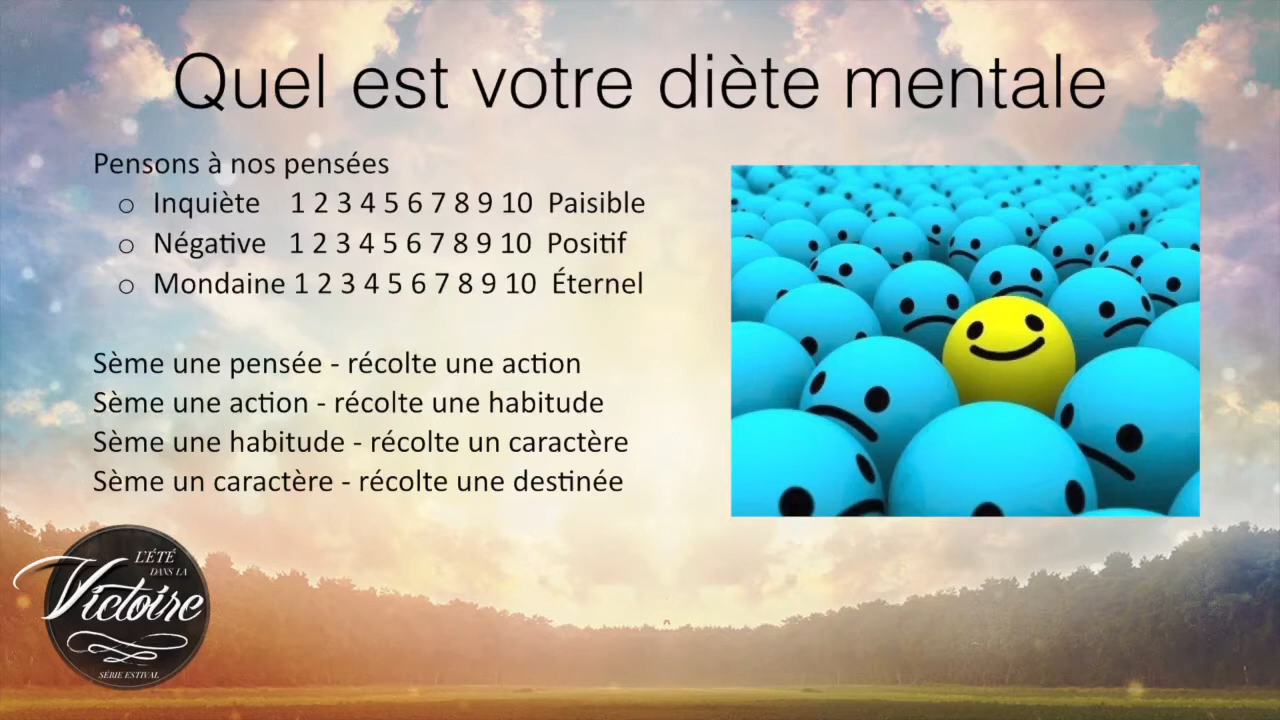 Quel est votre diète mentale
Pensons à nos pensées
o Inquiète 1 2 3 4 5 6 7 8 9 10 Paisible
o Négative 1 2 3 4 5 6 7 8 9 10 Positif
o Mondaine 1 2 3 4 5 6 7 8 9 10 Éternel
Sème une pensée - récolte une action
Sème une action - récolte une habitude
Sème une habitude - récolte un caractère
Sème un caractère - récolte une destinée
L'ÉTÉ
DANS LA
Victoire
SÉRIE ESTIVAL